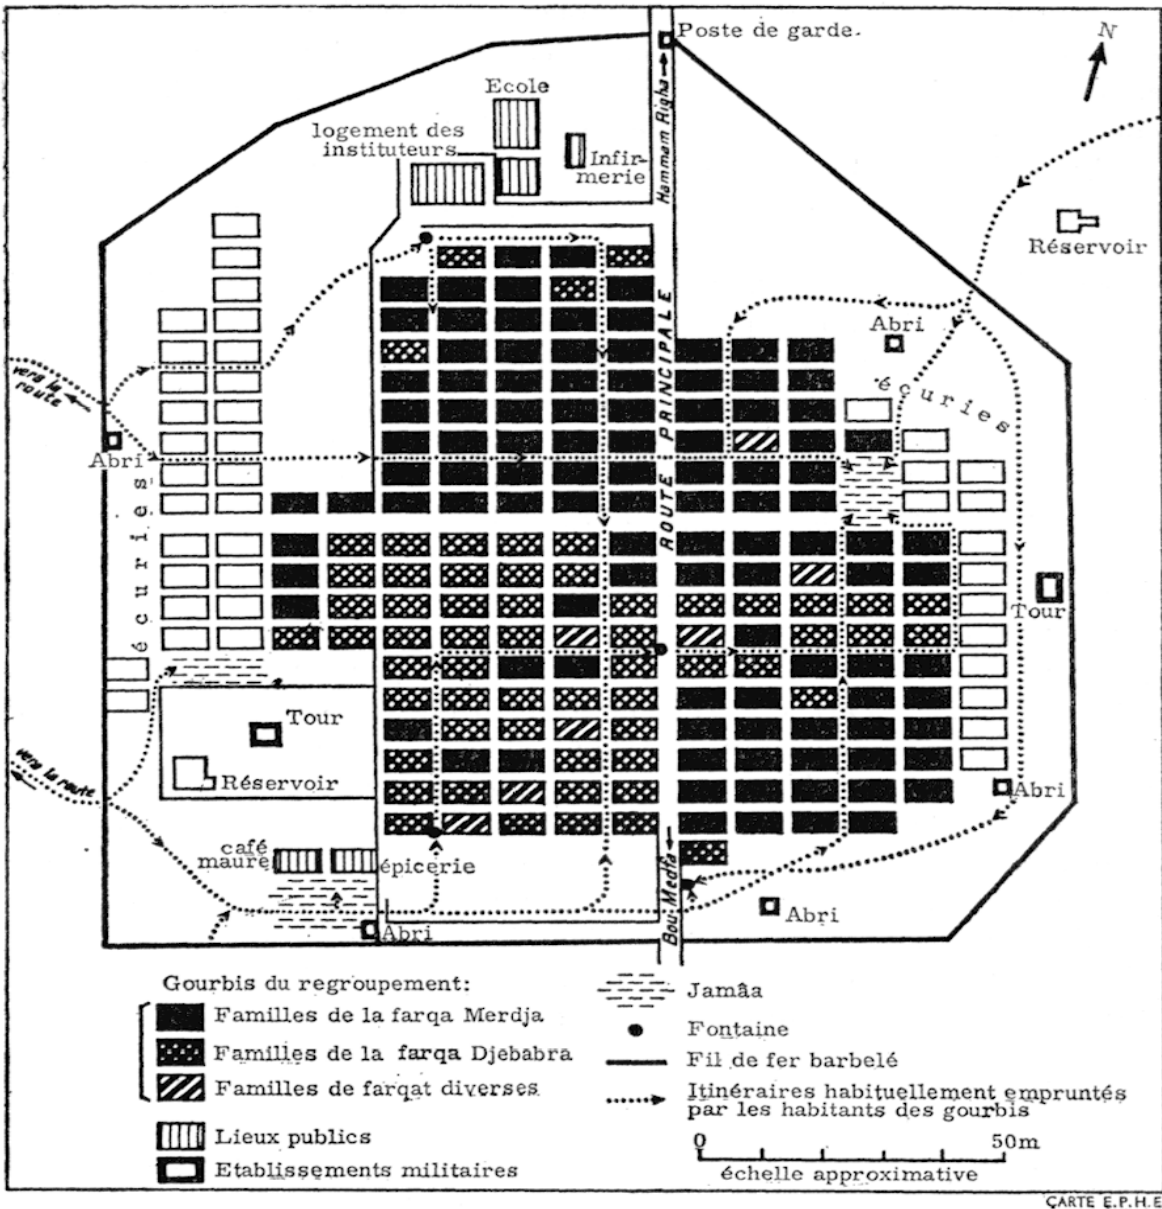 Poste de garde.
N
Ecole
logement des
instituteurs
Infir-
merie
Hammam Righa
Réservoir
ROUTE PRINCIPALE
Abri
écuries
vers la
route
Abri
écuries
Tour
Tour
Réservoir
vers la route
Abri
café
maure
épicerie
Bou-Medfa
Abri
Abri
Gourbis du regroupement:
Familles de la farqa Merdja
Familles de la farqa Djebabra
Familles de farqat diverses
Lieux publics
Etablissements militaires
Jamâa
Fontaine
Fil de fer barbelé
Itinéraires habituellement empruntés
par les habitants des gourbis
0 50m
échelle approximative
CARTE E.P.H.E